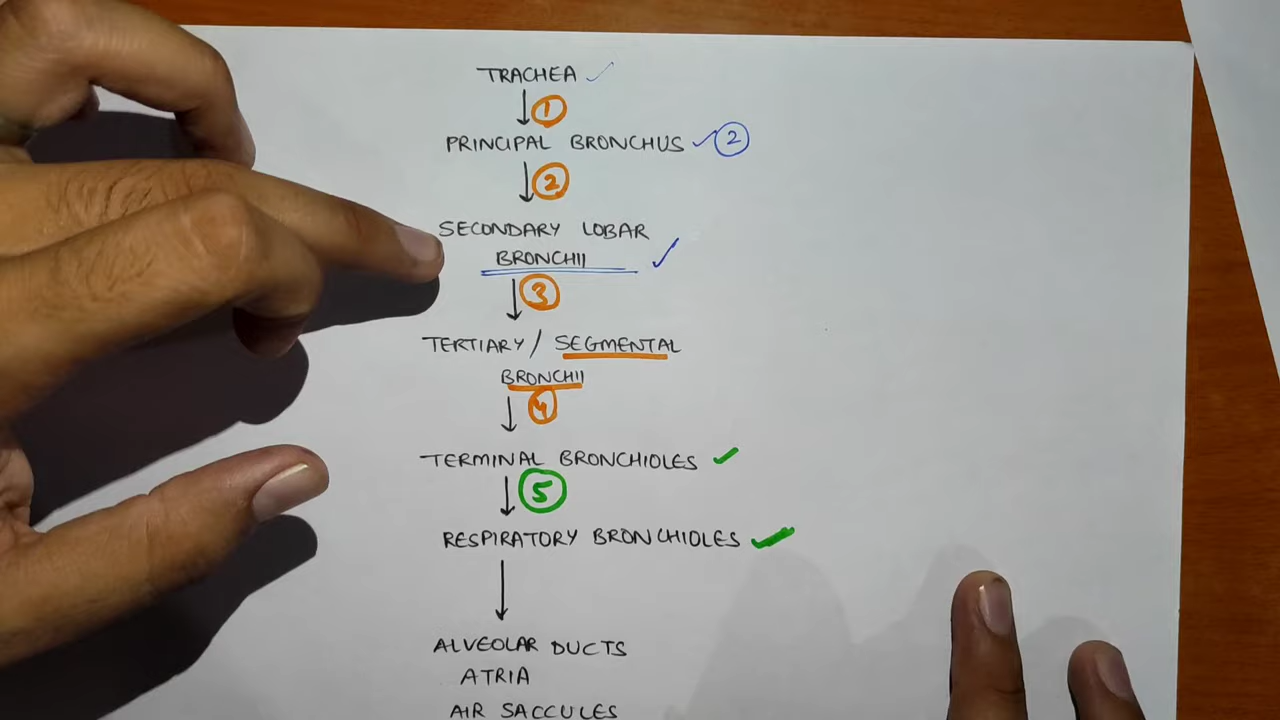 TRACHEA ✓
↓ ①
PRINCIPAL BRONCHUS ✓ ②
↓ ②
SECONDARY LOBAR
BRONCHII ✓
↓ ③
TERTIARY / SEGMENTAL
BRONCHII
↓ ④
TERMINAL BRONCHIOLES ✓
↓ ⑤
RESPIRATORY BRONCHIOLES ✓
↓
ALVEOLAR DUCTS
ATRIA
AIR SACCULES